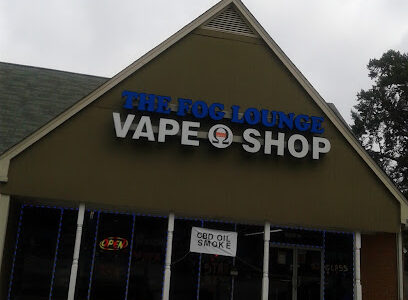 THE FOG LOUNGE
VAPE SHOP
CBD OIL
SMOKE
OPEN